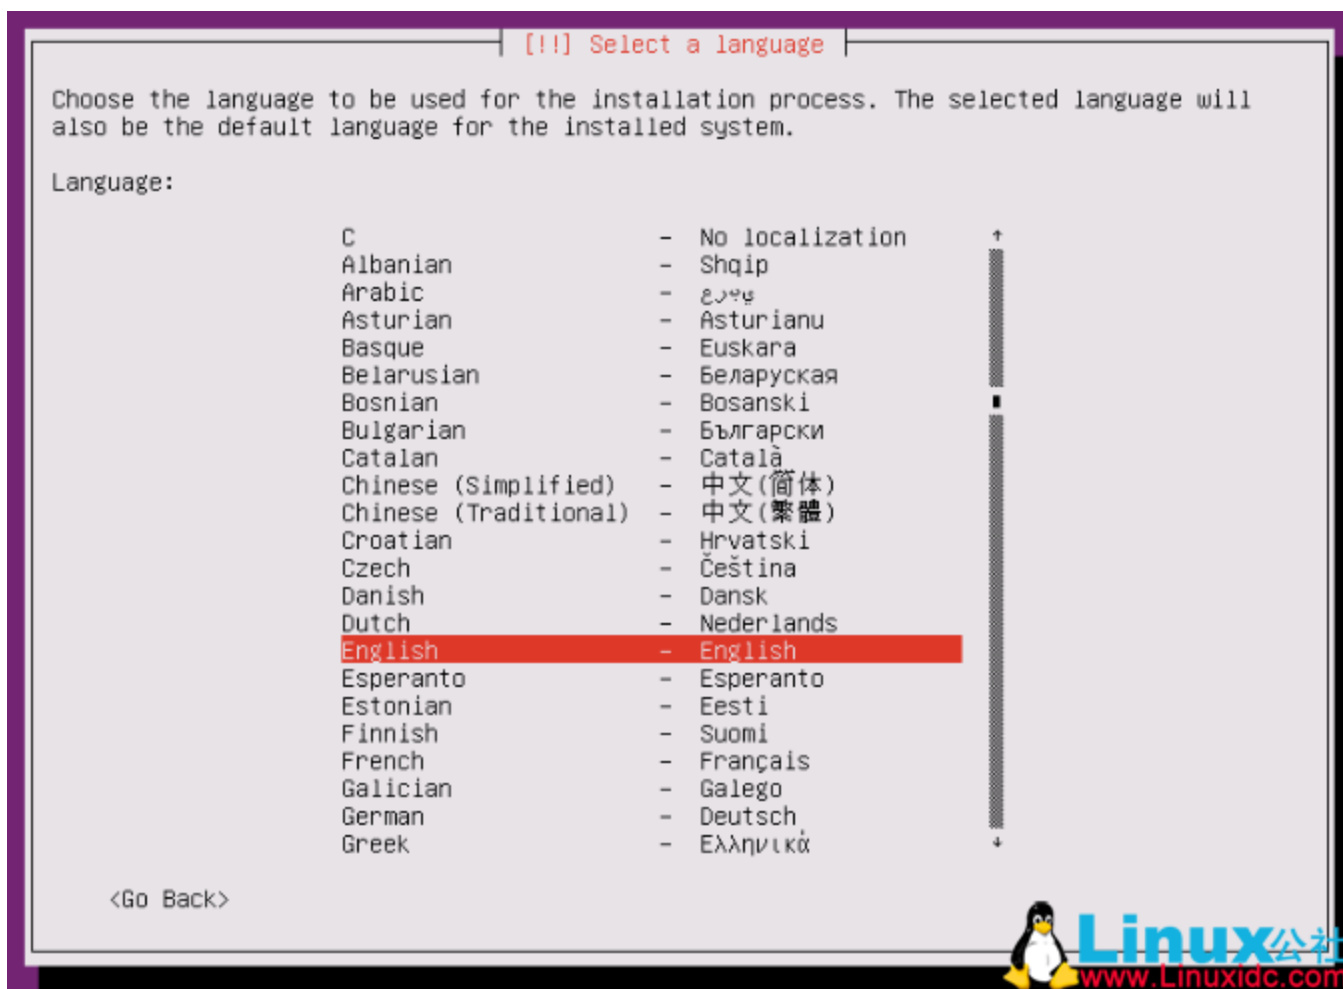 [!!] Select a language
Choose the language to be used for the installation process. The selected language will
also be the default language for the installed system.
Language:
C - No localization
Albanian - Shqip
Arabic - عربي
Asturian - Asturianu
Basque - Euskara
Belarusian - Беларуская
Bosnian - Bosanski
Bulgarian - Български
Catalan - Català
Chinese (Simplified) - 中文(简体)
Chinese (Traditional) - 中文(繁體)
Croatian - Hrvatski
Czech - Čeština
Danish - Dansk
Dutch - Nederlands
English - English
Esperanto - Esperanto
Estonian - Eesti
Finnish - Suomi
French - Français
Galician - Galego
German - Deutsch
Greek - Ελληνικά
<Go Back>
Linux公社
www.Linuxidc.com